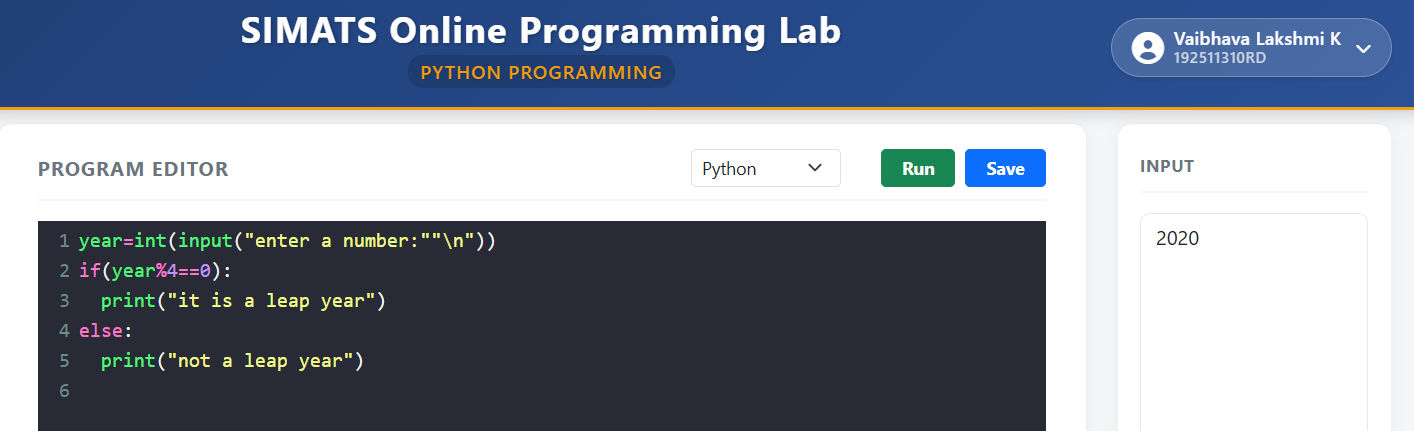 SIMATS Online Programming Lab
PYTHON PROGRAMMING
Vaibhava Lakshmi K
192511310RD
PROGRAM EDITOR
Python
Run
Save
1 year=int(input("enter a number:""\n"))
2 if(year%4==0):
3   print("it is a leap year")
4 else:
5   print("not a leap year")
6
INPUT
2020